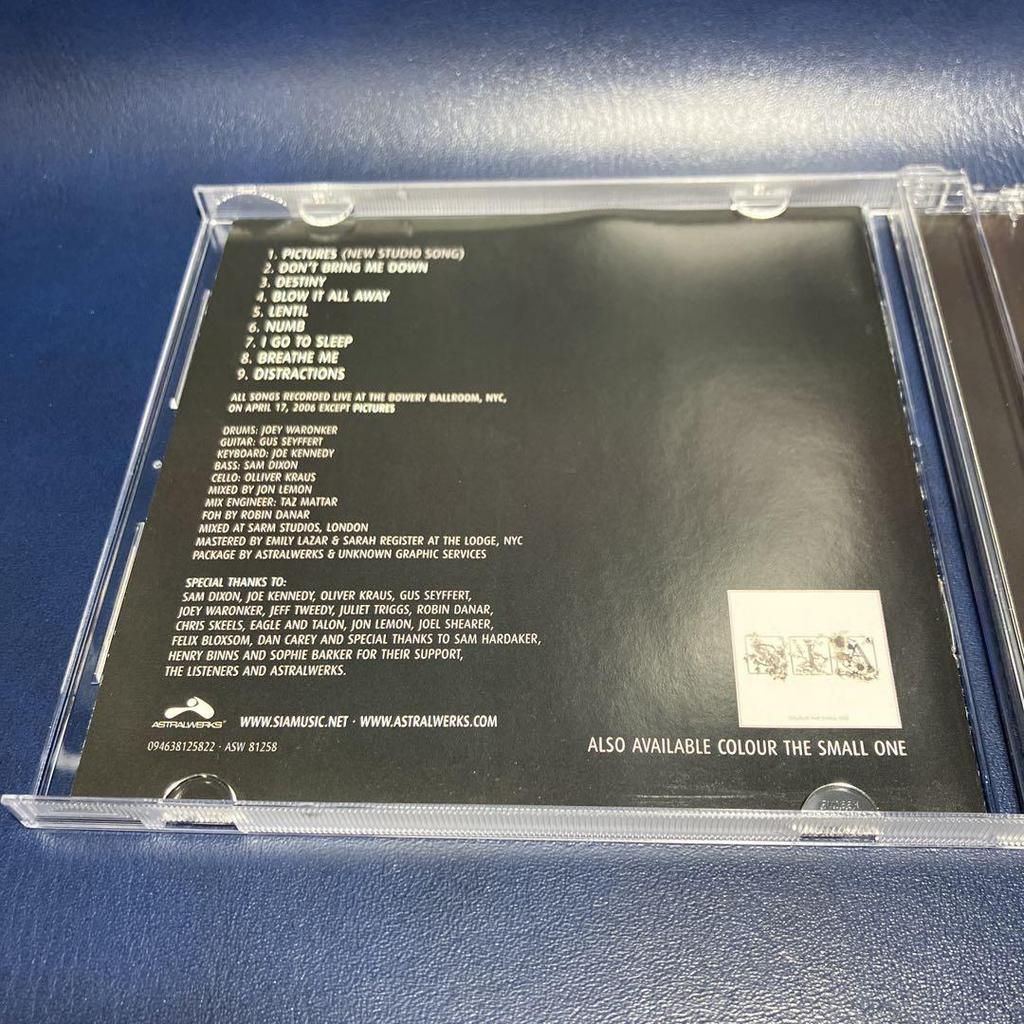 1. PICTURES (NEW STUDIO SONG)
2. DON'T BRING ME DOWN
3. DESTINY
4. BLOW IT ALL AWAY
5. LENTIL
6. NUMB
7. I GO TO SLEEP
8. BREATHE ME
9. DISTRACTIONS
ALL SONGS RECORDED LIVE AT THE BOWERY BALLROOM, NYC,
ON APRIL 17, 2006 EXCEPT PICTURES
DRUMS: JOEY WARONKER
GUITAR: GUS SEYFFERT
KEYBOARD: JOE KENNEDY
BASS: SAM DIXON
CELLO: OLLIVER KRAUS
MIXED BY JON LEMON
MIX ENGINEER: TAZ MATTAR
FOH BY ROBIN DANAR
MIXED AT SARM STUDIOS, LONDON
MASTERED BY EMILY LAZAR & SARAH REGISTER AT THE LODGE, NYC
PACKAGE BY ASTRALWERKS & UNKNOWN GRAPHIC SERVICES
SPECIAL THANKS TO:
SAM DIXON, JOE KENNEDY, OLIVER KRAUS, GUS SEYFFERT,
JOEY WARONKER, JEFF TWEEDY, JULIET TRIGGS, ROBIN DANAR,
CHRIS SKEELS, EAGLE AND TALON, JON LEMON, JOEL SHEARER,
FELIX BLOXSOM, DAN CAREY AND SPECIAL THANKS TO SAM HARDAKER,
HENRY BINNS AND SOPHIE BARKER FOR THEIR SUPPORT,
THE LISTENERS AND ASTRALWERKS.
SIA
ASTRALWERKS® WWW.SIAMUSIC.NET · WWW.ASTRALWERKS.COM
094638125822 · ASW 81258
ALSO AVAILABLE COLOUR THE SMALL ONE